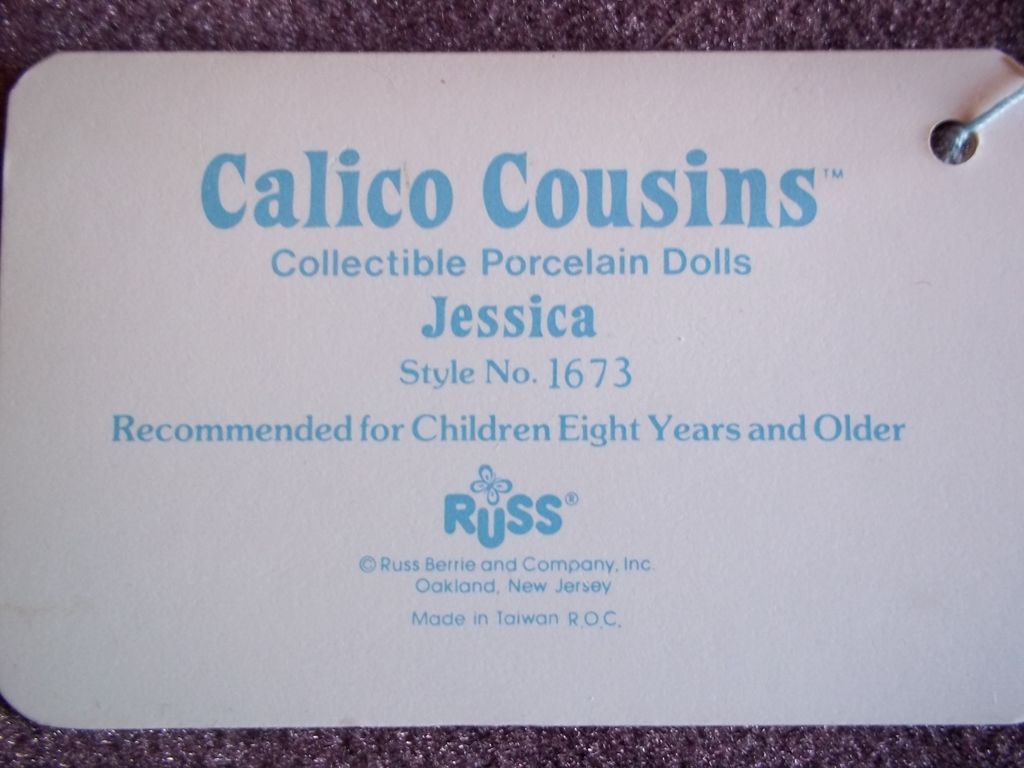 Calico Cousins™
Collectible Porcelain Dolls
Jessica
Style No. 1673
Recommended for Children Eight Years and Older
RUSS®
© Russ Berrie and Company, Inc.
Oakland, New Jersey
Made in Taiwan R.O.C.